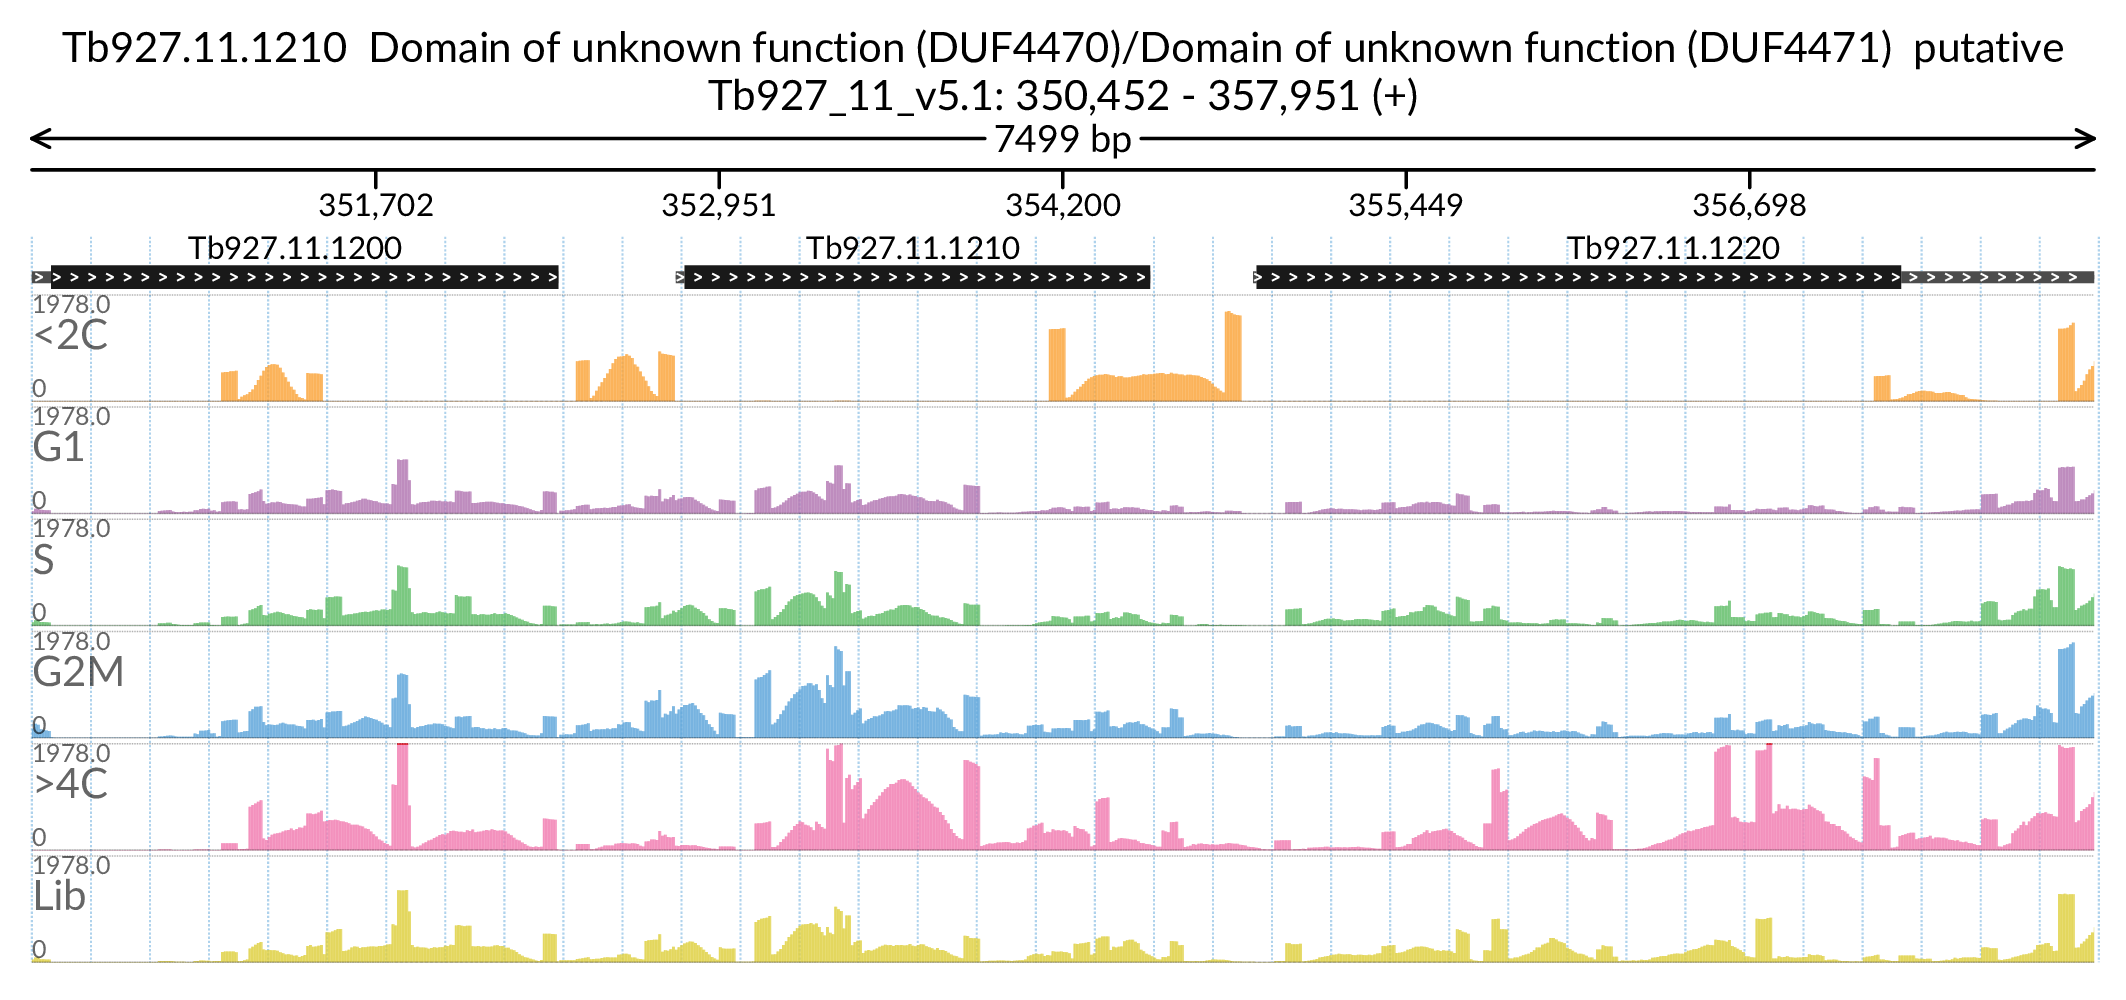 Tb927.11.1210  Domain of unknown function (DUF4470)/Domain of unknown function (DUF4471)  putative
Tb927_11_v5.1: 350,452 - 357,951 (+)
7499 bp
351,702 352,951 354,200 355,449 356,698
Tb927.11.1200 Tb927.11.1210 Tb927.11.1220
1978.0
<2C
0
1978.0
G1
0
1978.0
S
0
1978.0
G2M
0
1978.0
>4C
0
1978.0
Lib
0